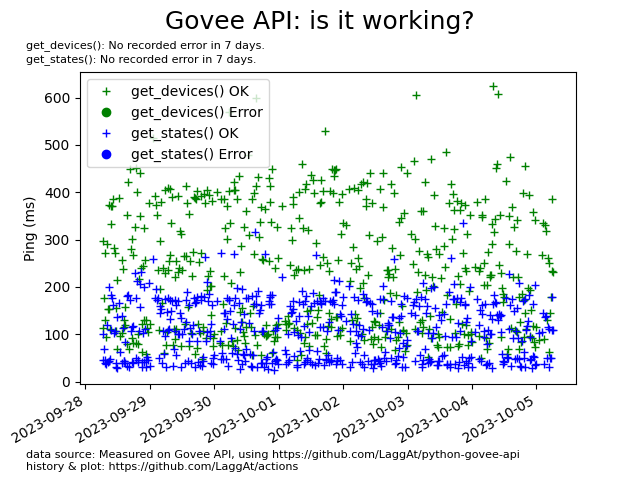 Govee API: is it working?
get_devices(): No recorded error in 7 days.
get_states(): No recorded error in 7 days.
get_devices() OK
get_devices() Error
get_states() OK
get_states() Error
Ping (ms)
600
500
400
300
200
100
0
2023-09-28
2023-09-29
2023-09-30
2023-10-01
2023-10-02
2023-10-03
2023-10-04
2023-10-05
data source: Measured on Govee API, using https://github.com/LaggAt/python-govee-api
history & plot: https://github.com/LaggAt/actions